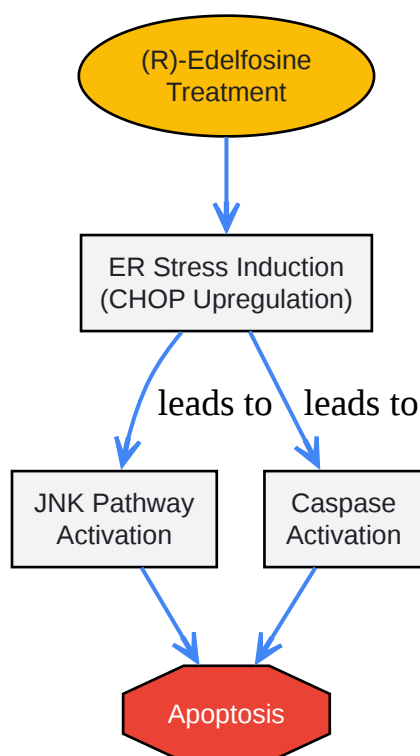 (R)-Edelfosine
Treatment
ER Stress Induction
(CHOP Upregulation)
leads to
leads to
JNK Pathway
Activation
Caspase
Activation
Apoptosis